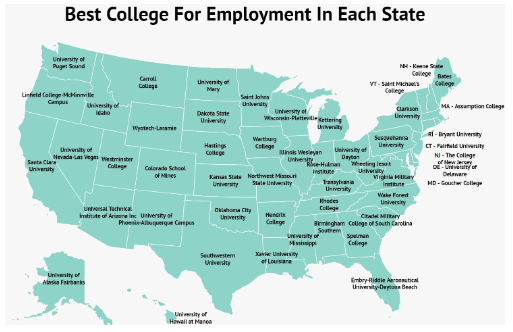 Best College For Employment In Each State
University of
Puget Sound
Linfield College-McMinnville
Campus
University of
Idaho
Carroll
College
University of
Mary
Saint Johns
University
University of
Wisconsin-Platteville
Kettering
University
NH - Keene State
College
Bates
College
VT - Saint Michael's
College
Clarkson
University
MA - Assumption College
RI - Bryant University
CT - Fairfield University
NJ - The College
of New Jersey
DE - University of
Delaware
MD - Goucher College
Dakota State
University
Wyotech-Laramie
Hastings
College
Wartburg
College
Illinois Wesleyan
University
Rose-Hulman
Institute
University of
Dayton
Susquehanna
University
Wheeling Jesuit
University
Virginia Military
Institute
Santa Clara
University
University of
Nevada-Las Vegas
Westminster
College
Colorado School
of Mines
Kansas State
University
Northwest Missouri
State University
Transylvania
University
Wake Forest
University
Universal Technical
Institute of Arizona Inc
University of
Phoenix-Albuquerque Campus
Oklahoma City
University
Hendrix
College
Rhodes
College
Birmingham
Southern
Citadel Military
College of South Carolina
Spelman
College
University of
Mississippi
Southwestern
University
Xavier University
of Louisiana
Embry-Riddle Aeronautical
University-Daytona Beach
University of
Alaska Fairbanks
University of
Hawaii at Manoa